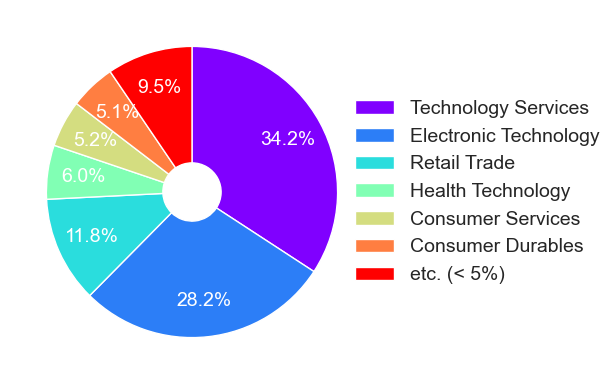 34.2%
28.2%
11.8%
6.0%
5.2%
5.1%
9.5%
Technology Services
Electronic Technology
Retail Trade
Health Technology
Consumer Services
Consumer Durables
etc. (< 5%)